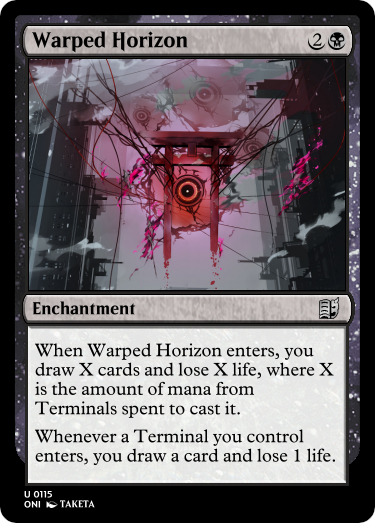 Warped Horizon 2
Enchantment
When Warped Horizon enters, you
draw X cards and lose X life, where X
is the amount of mana from
Terminals spent to cast it.
Whenever a Terminal you control
enters, you draw a card and lose 1 life.
U 0115
ONI TAKETA